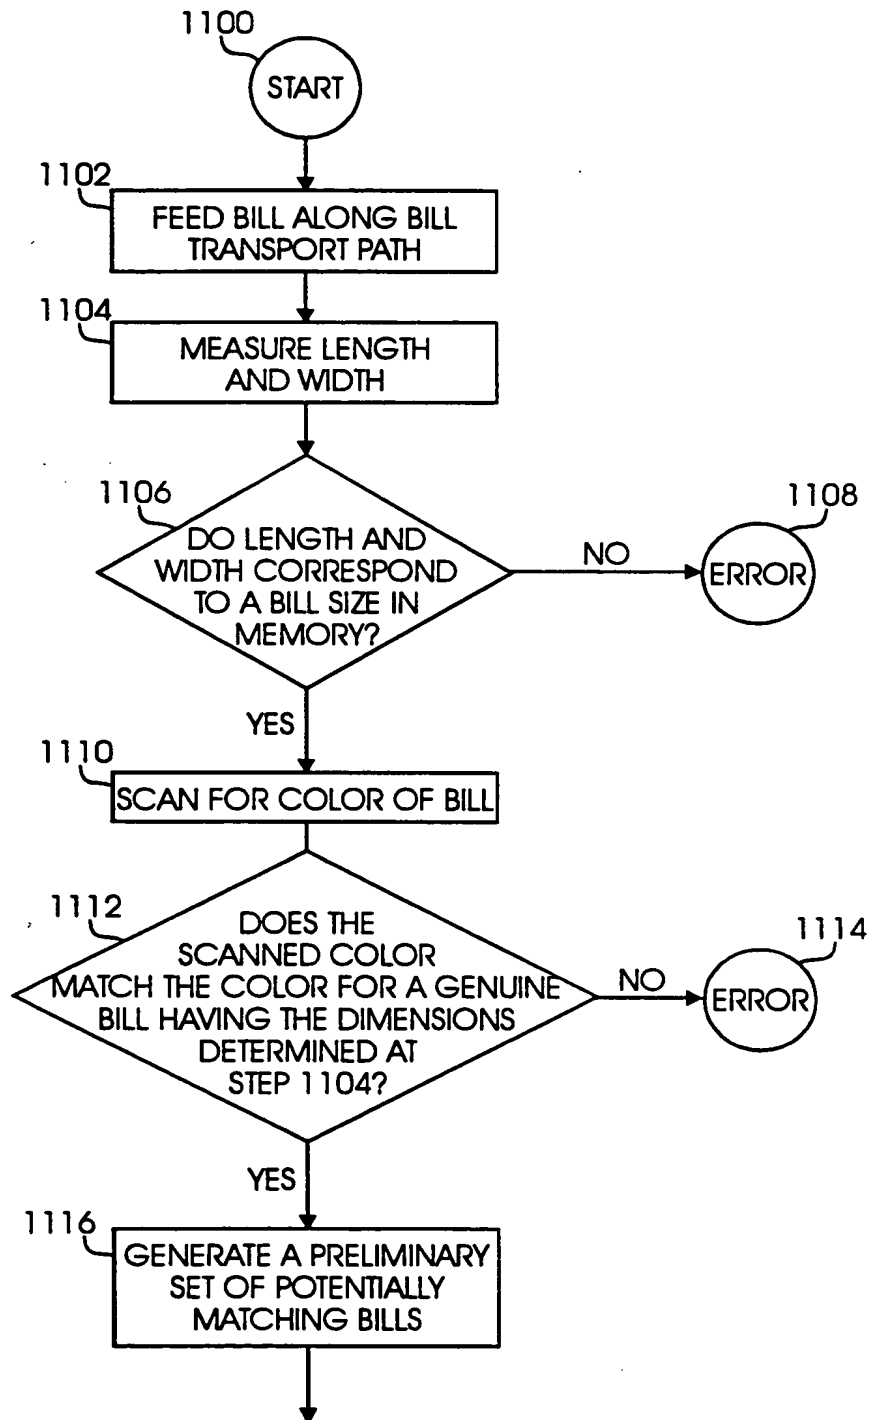 1100
START
1102
FEED BILL ALONG BILL
TRANSPORT PATH
1104
MEASURE LENGTH
AND WIDTH
1106
DO LENGTH AND
WIDTH CORRESPOND
TO A BILL SIZE IN
MEMORY?
NO
1108
ERROR
YES
1110
SCAN FOR COLOR OF BILL
1112
DOES THE
SCANNED COLOR
MATCH THE COLOR FOR A GENUINE
BILL HAVING THE DIMENSIONS
DETERMINED AT
STEP 1104?
NO
1114
ERROR
YES
1116
GENERATE A PRELIMINARY
SET OF POTENTIALLY
MATCHING BILLS